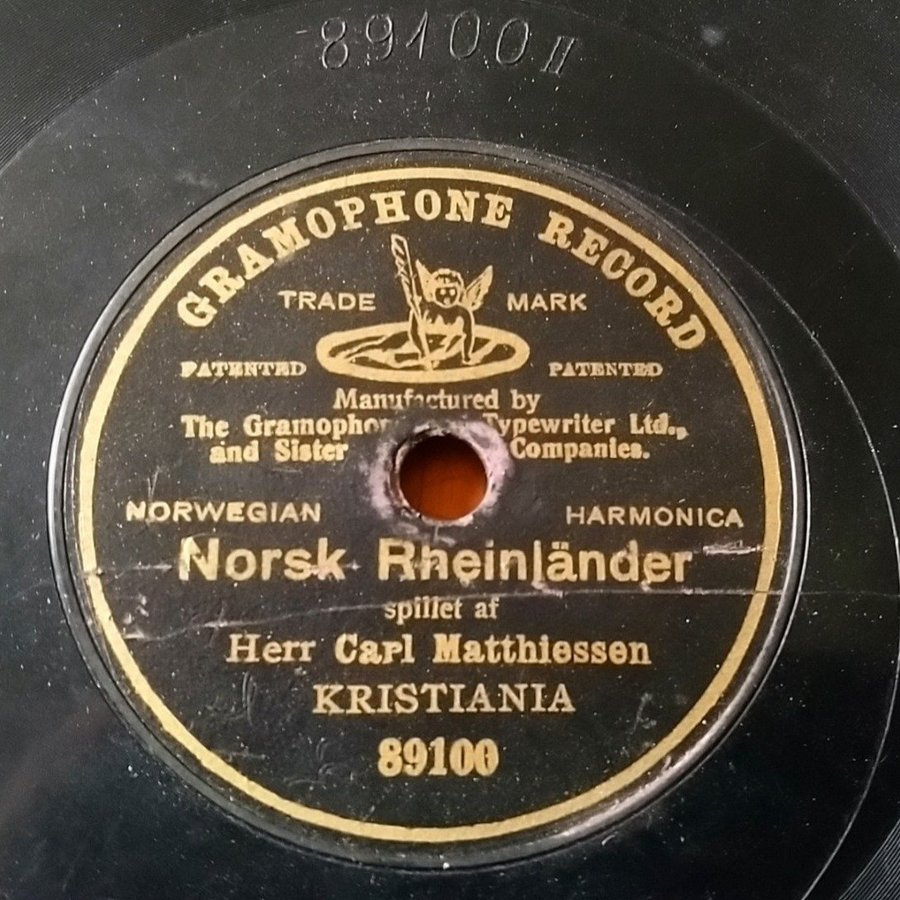 89100 II
GRAMOPHONE RECORD
TRADE MARK
PATENTED PATENTED
Manufactured by
The Gramophon Typewriter Ltd.,
and Sister Companies.
NORWEGIAN HARMONICA
Norsk Rheinländer
spillet af
Herr Carl Matthiessen
KRISTIANIA
89100